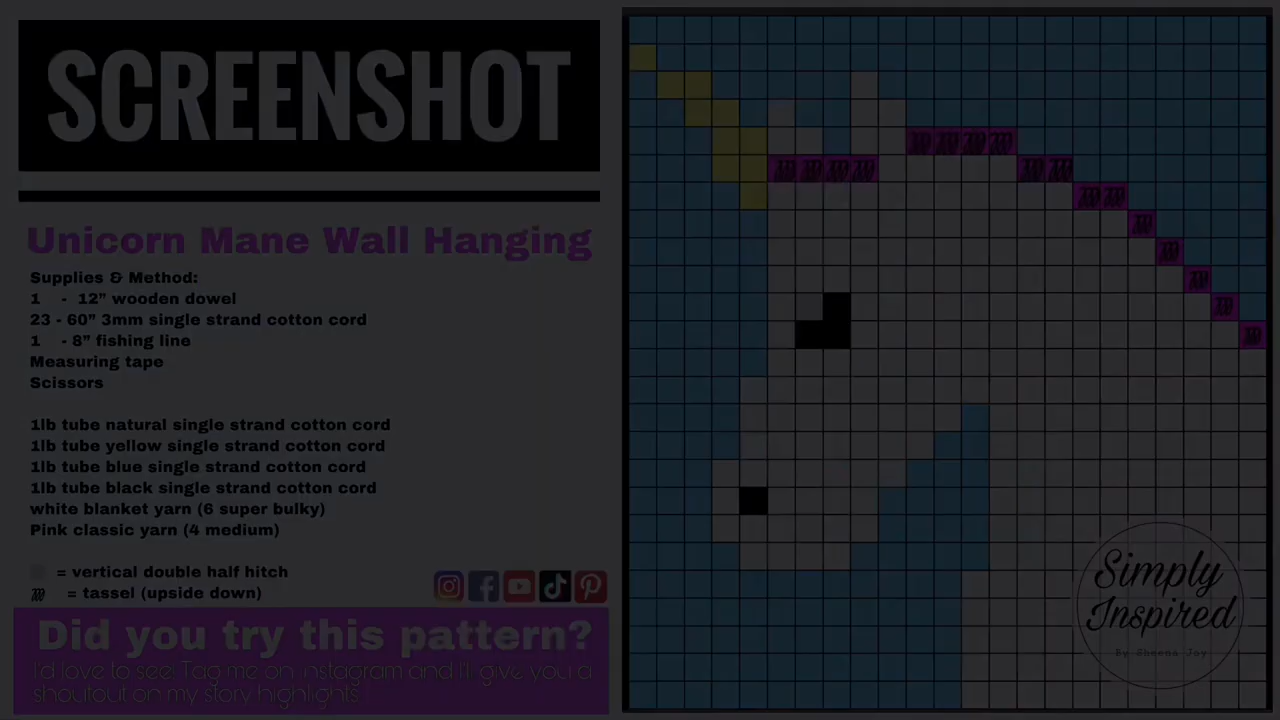 SCREENSHOT
Unicorn Mane Wall Hanging
Supplies & Method:
1 - 12” wooden dowel
23 - 60” 3mm single strand cotton cord
1 - 8” fishing line
Measuring tape
Scissors
1lb tube natural single strand cotton cord
1lb tube yellow single strand cotton cord
1lb tube blue single strand cotton cord
1lb tube black single strand cotton cord
white blanket yarn (6 super bulky)
Pink classic yarn (4 medium)
= vertical double half hitch
= tassel (upside down)
Did you try this pattern?
I'd love to see! Tag me on instagram and I'll give you a
shoutout on my story highlights.
Simply
Inspired
By Sheena Jay